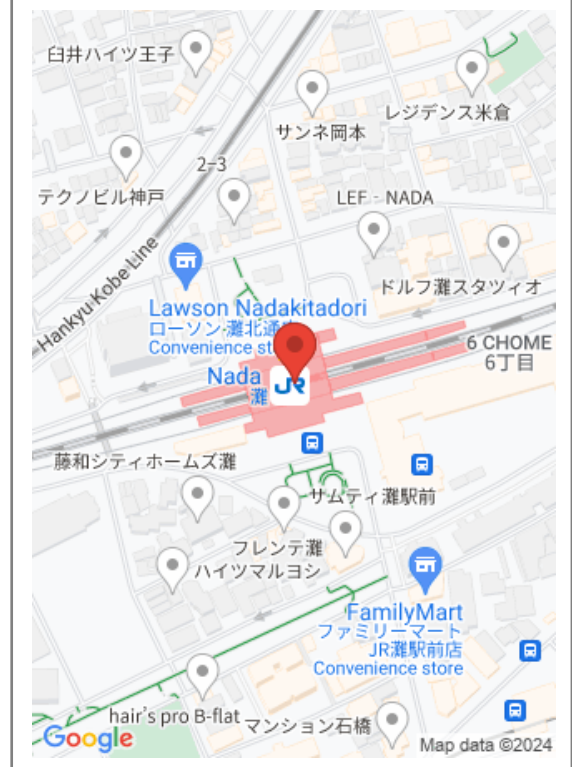 臼井ハイツ王子
レジデンス米倉
サンネ岡本
2-3
テクノビル神戸
LEF - NADA
Hankyu Kobe Line
ドルフ灘スタツィオ
Lawson Nadakitadori
ローソン 灘北通
Convenience st
6 CHOME
6丁目
Nada
灘
JR
藤和シティホームズ灘
サムティ灘駅前
フレンテ灘
ハイツマルヨシ
FamilyMart
ファミリーマート
JR灘駅前店
Convenience store
hair's pro B-flat
マンション石橋
Google
Map data ©2024